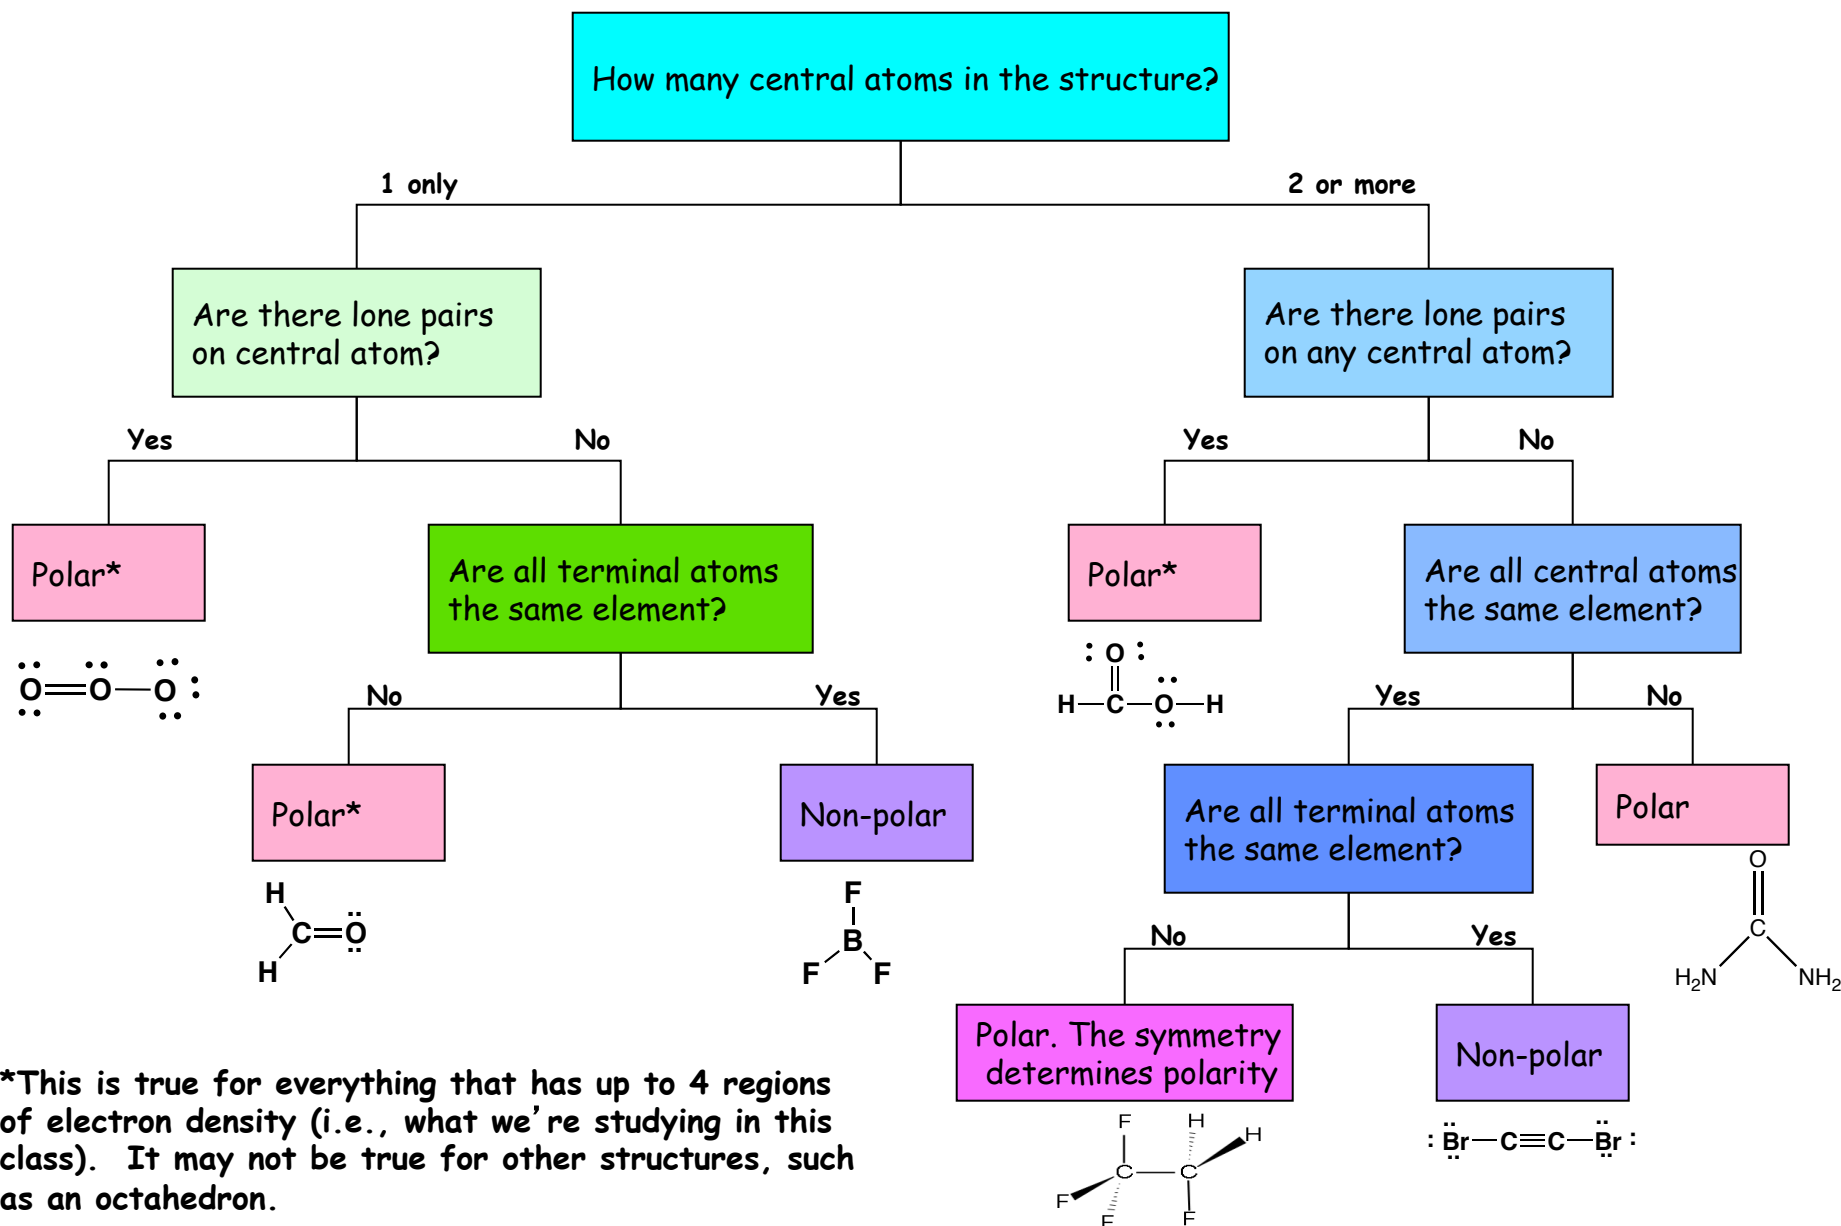 How many central atoms in the structure?
1 only
2 or more
Are there lone pairs
on central atom?
Are there lone pairs
on any central atom?
Yes
No
Yes
No
Polar*
Are all terminal atoms
the same element?
Polar*
Are all central atoms
the same element?
O O O
O
H C O H
No
Yes
Yes
No
Polar*
Non-polar
Are all terminal atoms
the same element?
Polar
H
C O
H
F
B
F F
O
C
H2N NH2
No
Yes
Polar. The symmetry
determines polarity
Non-polar
F H H
C C
F F F
Br C C Br
*This is true for everything that has up to 4 regions
of electron density (i.e., what we’re studying in this
class). It may not be true for other structures, such
as an octahedron.